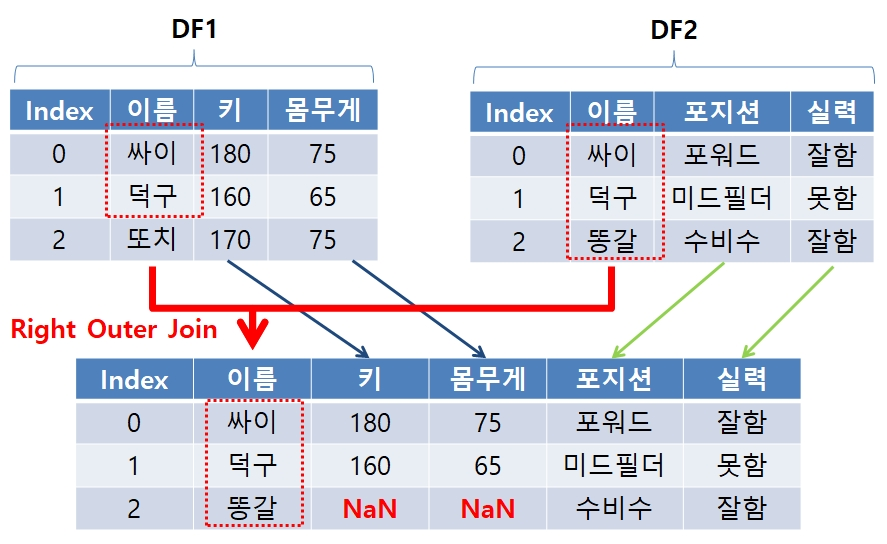 DF1
DF2
Index 이름 키 몸무게
0 싸이 180 75
1 덕구 160 65
2 또치 170 75
Index 이름 포지션 실력
0 싸이 포워드 잘함
1 덕구 미드필더 못함
2 똥갈 수비수 잘함
Right Outer Join
Index 이름 키 몸무게 포지션 실력
0 싸이 180 75 포워드 잘함
1 덕구 160 65 미드필더 못함
2 똥갈 NaN NaN 수비수 잘함